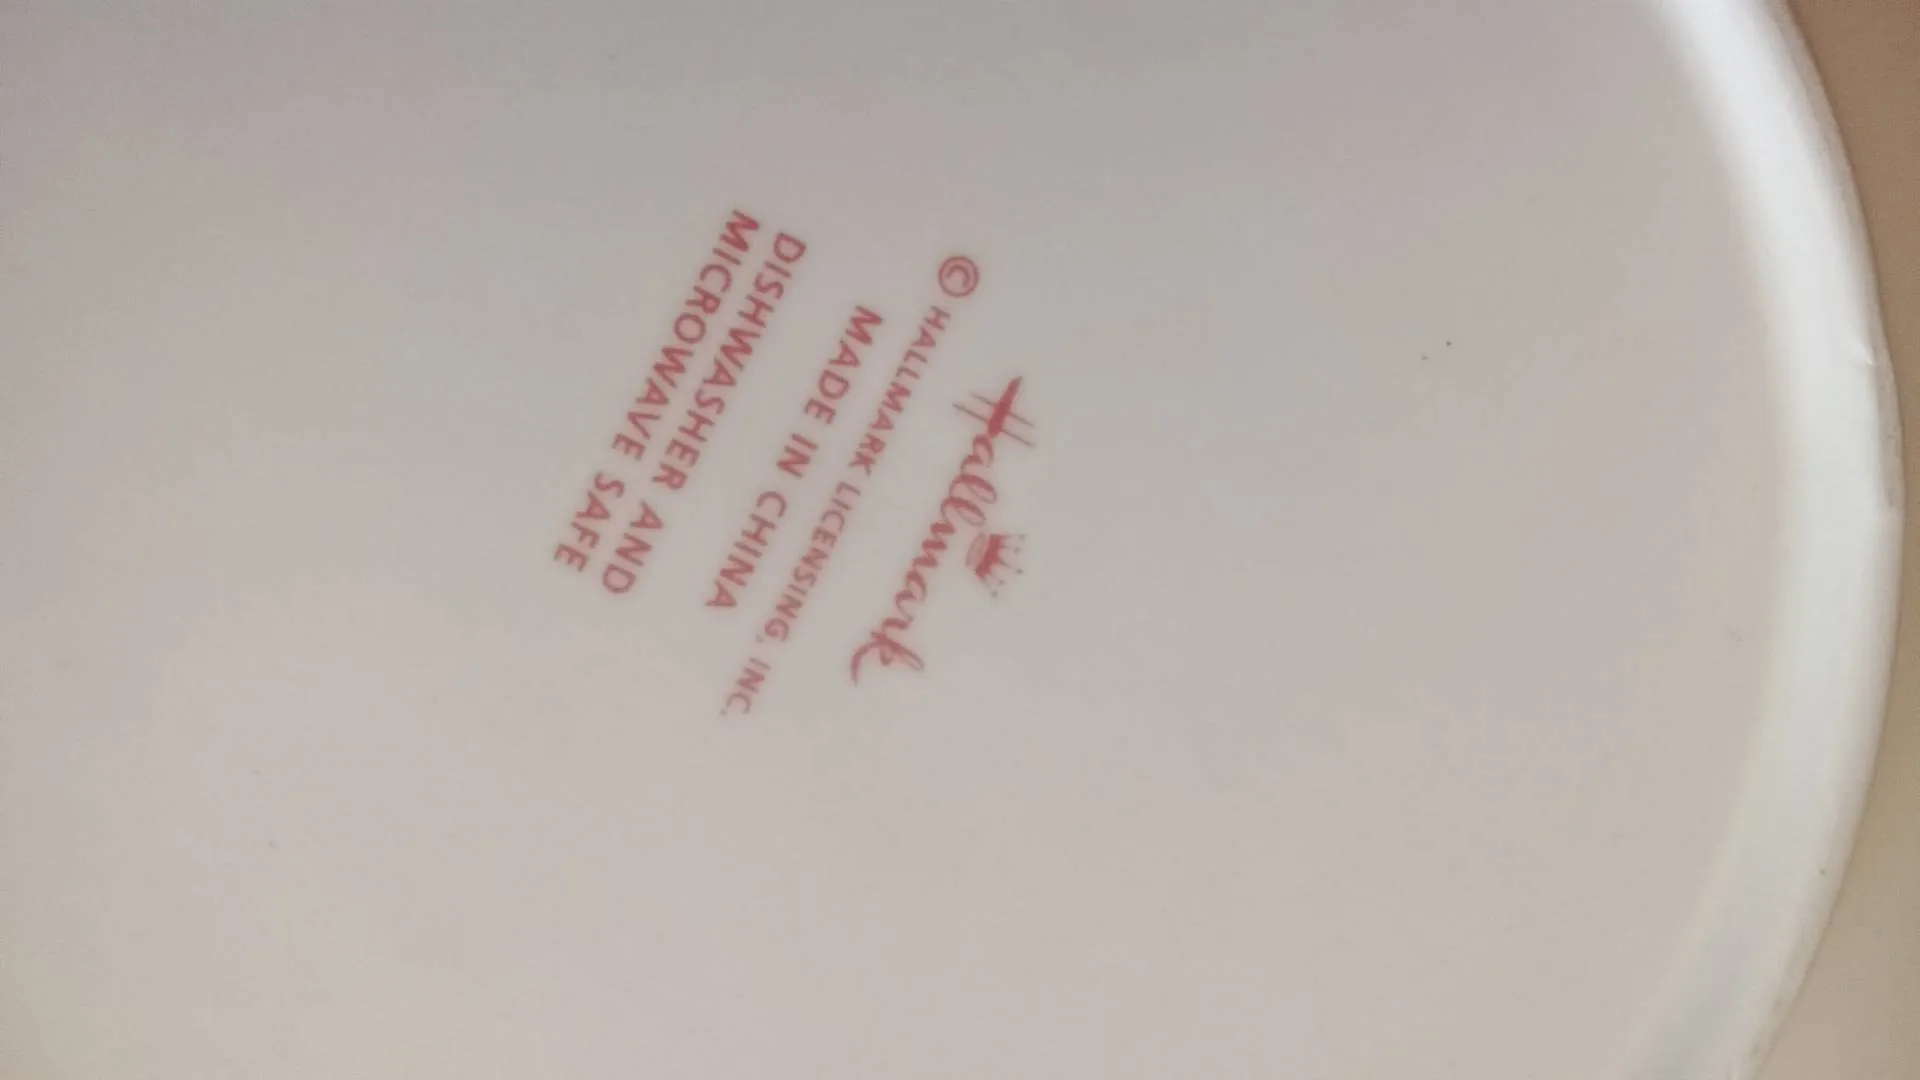 Hallmark
© HALLMARK LICENSING, INC.
MADE IN CHINA
DISHWASHER AND
MICROWAVE SAFE